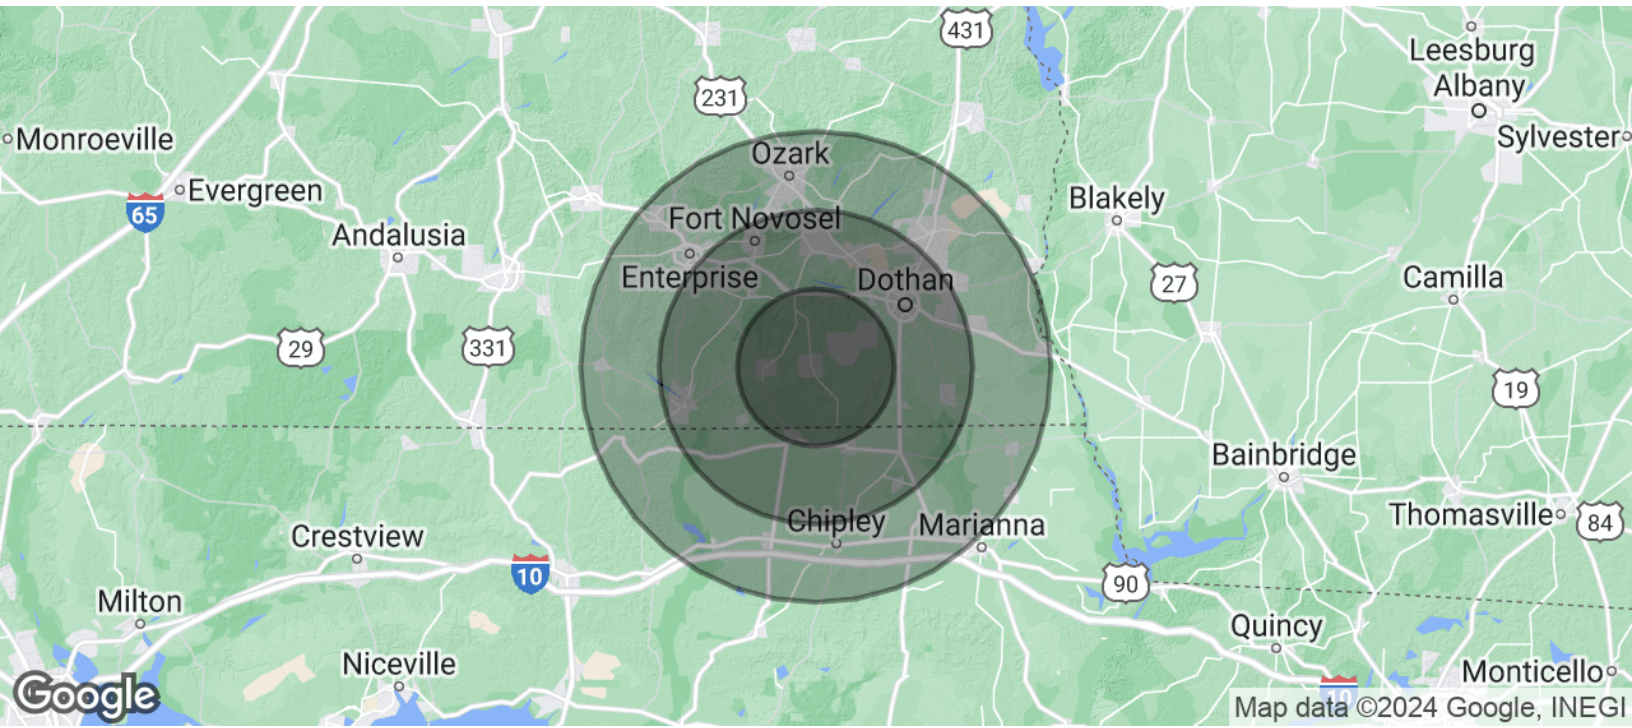 431
Leesburg
Albany
231
Sylvester
Monroeville
Ozark
Evergreen
65
Blakely
Fort Novosel
Andalusia
Enterprise
Dothan
27
Camilla
29
331
19
Bainbridge
Thomasville
84
Chipley
Marianna
Crestview
10
90
Milton
Quincy
Niceville
Monticello
10
Google
Map data ©2024 Google, INEGI